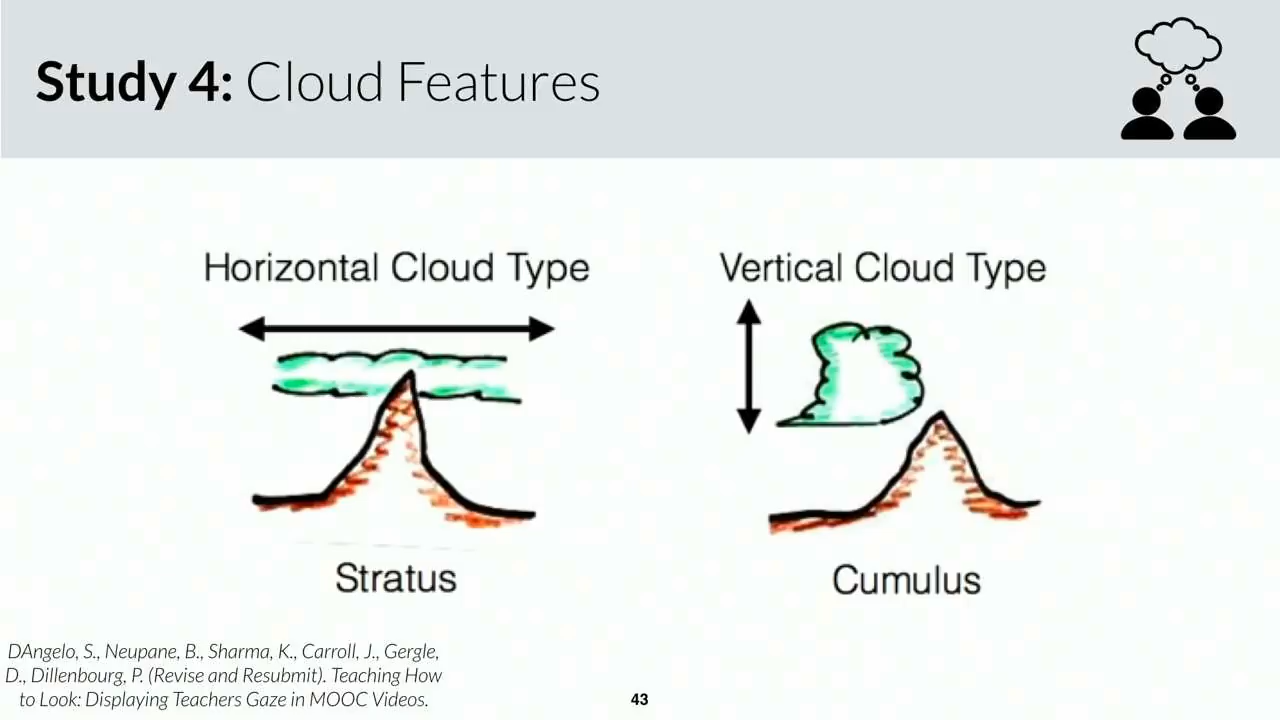 Study 4: Cloud Features
Horizontal Cloud Type
Vertical Cloud Type
Stratus
Cumulus
DAngelo, S., Neupane, B., Sharma, K., Carroll, J., Gergle,
D., Dillenbourg, P. (Revise and Resubmit). Teaching How
to Look: Displaying Teachers Gaze in MOOC Videos.
43